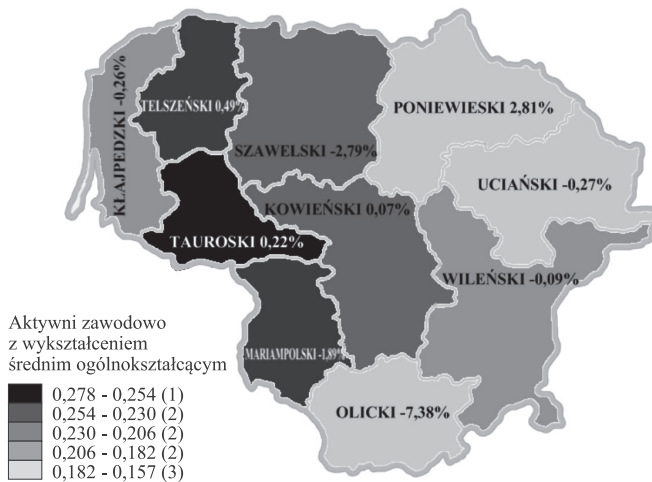 KŁAJPEDZKI -0,26%
TELSZEŃSKI 0,49%
SZAWELSKI -2,79%
PONIEWIESKI 2,81%
UCIAŃSKI -0,27%
TAUROSKI 0,22%
KOWIEŃSKI 0,07%
WILEŃSKI -0,09%
MARIAMPOLSKI -1,89%
OLICKI -7,38%
Aktywni zawodowo
z wykształceniem
średnim ogólnokształcącym
0,278 - 0,254 (1)
0,254 - 0,230 (2)
0,230 - 0,206 (2)
0,206 - 0,182 (2)
0,182 - 0,157 (3)